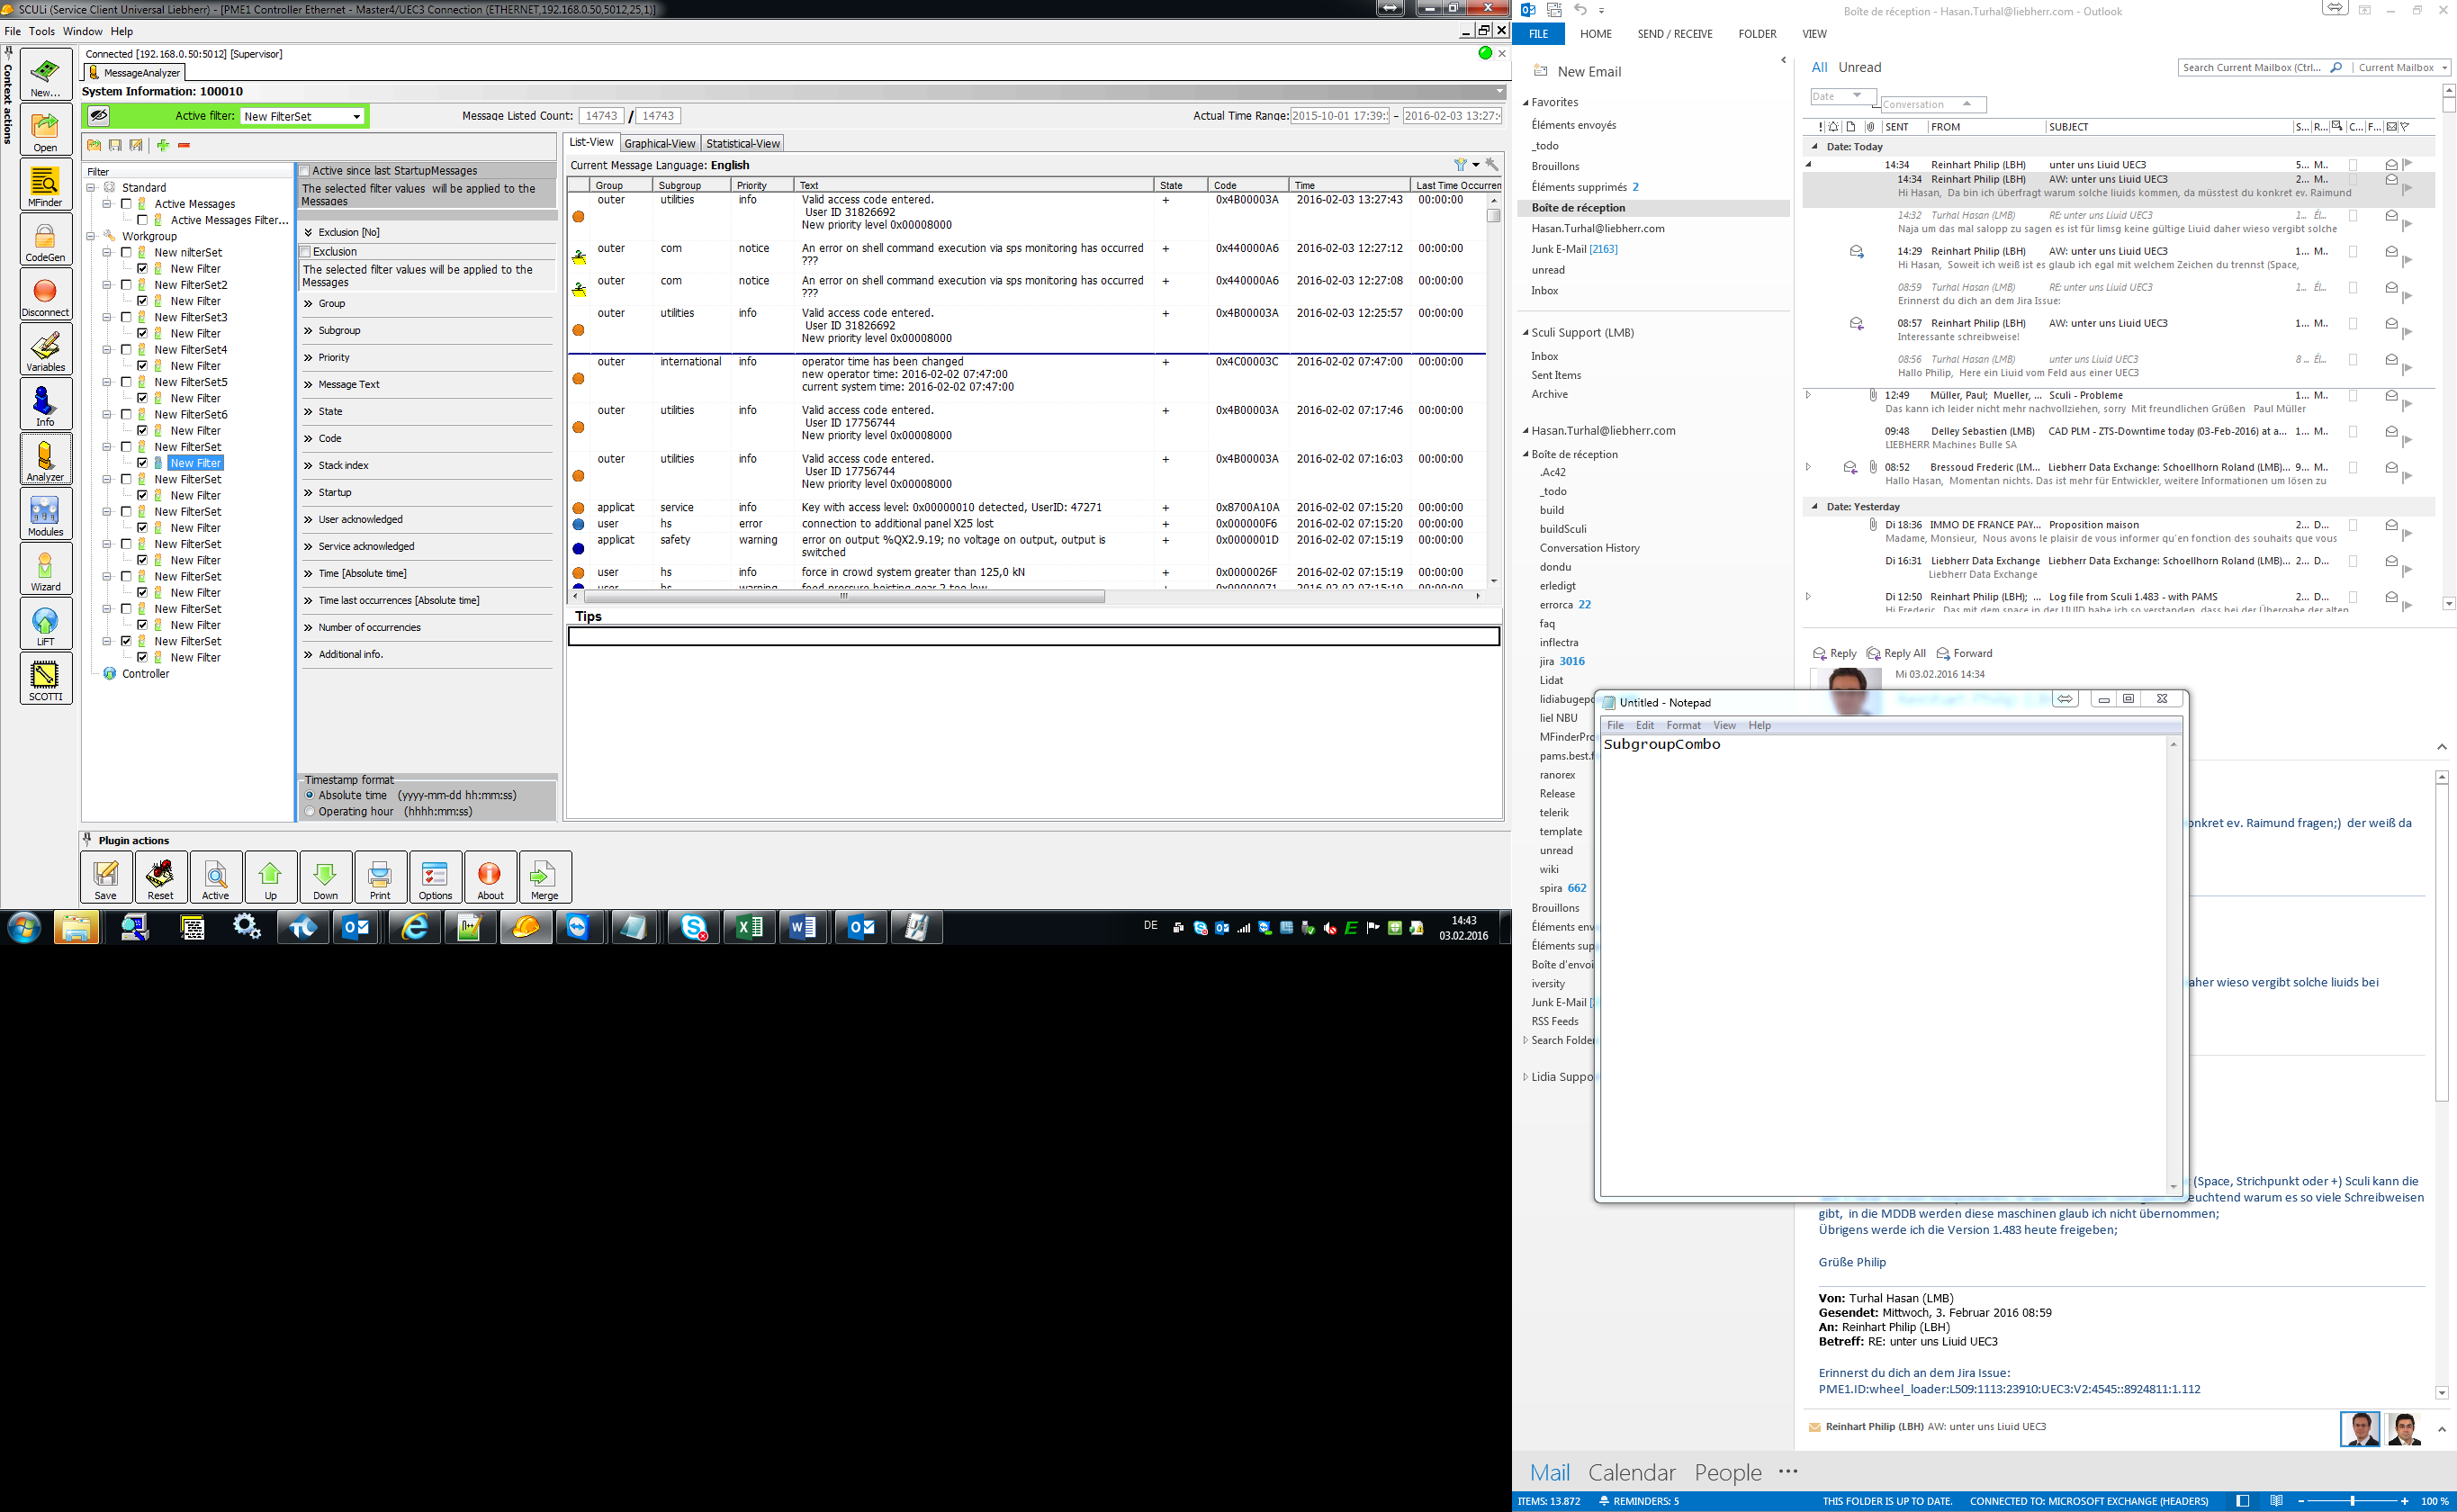 SCULi (Service Client Universal Liebherr) - [PME1 Controller Ethernet - Master4/UEC3 Connection (ETHERNET,192.168.0.50,5012,25,1)]
File Tools Window Help
Connected [192.168.0.50:5012] [Supervisor]
MessageAnalyzer
System Information: 100010
Active filter: New FilterSet
Message Listed Count: 14743 / 14743
Actual Time Range: 2015-10-01 17:39: - 2016-02-03 13:27:
Context actions
New...
Open
MFinder
CodeGen
Disconnect
Variables
Info
Analyzer
Modules
Wizard
LiFT
SCOTTI
Filter
Standard
Active Messages
Active Messages Filter...
Workgroup
New nilterSet
New Filter
New FilterSet2
New Filter
New FilterSet3
New Filter
New FilterSet4
New Filter
New FilterSet5
New Filter
New FilterSet6
New Filter
New FilterSet
New Filter
New FilterSet
New Filter
New FilterSet
New Filter
New FilterSet
New Filter
New FilterSet
New Filter
New FilterSet
New Filter
New FilterSet
New Filter
Controller
Active since last StartupMessages
The selected filter values will be applied to the
Messages
Exclusion [No]
Exclusion
The selected filter values will be applied to the
Messages
Group
Subgroup
Priority
Message Text
State
Code
Stack index
Startup
User acknowledged
Service acknowledged
Time [Absolute time]
Time last occurrences [Absolute time]
Number of occurrencies
Additional info.
Timestamp format
Absolute time (yyyy-mm-dd hh:mm:ss)
Operating hour (hhhh:mm:ss)
List-View Graphical-View Statistical-View
Current Message Language: English
Group Subgroup Priority Text State Code Time Last Time Occurren
outer utilities info Valid access code entered. + 0x4B00003A 2016-02-03 13:27:43 00:00:00
User ID 31826692
New priority level 0x00008000
outer com notice An error on shell command execution via sps monitoring has occurred + 0x440000A6 2016-02-03 12:27:12 00:00:00
???
outer com notice An error on shell command execution via sps monitoring has occurred + 0x440000A6 2016-02-03 12:27:08 00:00:00
???
outer utilities info Valid access code entered. + 0x4B00003A 2016-02-03 12:25:57 00:00:00
User ID 31826692
New priority level 0x00008000
outer international info operator time has been changed + 0x4C00003C 2016-02-02 07:47:00 00:00:00
new operator time: 2016-02-02 07:47:00
current system time: 2016-02-02 07:47:00
outer utilities info Valid access code entered. + 0x4B00003A 2016-02-02 07:17:46 00:00:00
User ID 17756744
New priority level 0x00008000
outer utilities info Valid access code entered. + 0x4B00003A 2016-02-02 07:16:03 00:00:00
User ID 17756744
New priority level 0x00008000
applicat service info Key with access level: 0x00000010 detected, UserID: 47271 + 0x8700A10A 2016-02-02 07:15:20 00:00:00
user hs error connection to additional panel X25 lost + 0x000000F6 2016-02-02 07:15:20 00:00:00
applicat safety warning error on output %QX2.9.19; no voltage on output, output is + 0x0000001D 2016-02-02 07:15:19 00:00:00
switched
user hs info force in crowd system greater than 125,0 kN + 0x0000026F 2016-02-02 07:15:19 00:00:00
user hs warning feed pressure hoisting gear 2 too low + 0x00000071 2016-02-02 07:15:19 00:00:00
Tips
Plugin actions
Save Reset Active Up Down Print Options About Merge
DE
14:43
03.02.2016
Boîte de réception - Hasan.Turhal@liebherr.com - Outlook
FILE HOME SEND / RECEIVE FOLDER VIEW
New Email
Favorites
Éléments envoyés
_todo
Brouillons
Éléments supprimés 2
Boîte de réception
Hasan.Turhal@liebherr.com
Junk E-Mail [2163]
unread
Inbox
Sculi Support (LMB)
Inbox
Sent Items
Archive
Hasan.Turhal@liebherr.com
Boîte de réception
.Ac42
_todo
build
buildSculi
Conversation History
dondu
erledigt
errorca 22
faq
inflectra
jira 3016
Lidat
lidiabugepo
liel NBU
MFinderPro
pams.best.f
ranorex
Release
telerik
template
unread
wiki
spira 662
Brouillons
Éléments env
Éléments sup
Boîte d'envoi
iversity
Junk E-Mail [
RSS Feeds
Search Folder
Lidia Suppo
All Unread
Search Current Mailbox (Ctrl... Current Mailbox
Date Conversation
! SENT FROM SUBJECT S... R... C... F...
Date: Today
14:34 Reinhart Philip (LBH) unter uns Liuid UEC3 5... M..
14:34 Reinhart Philip (LBH) AW: unter uns Liuid UEC3 2... M..
Hi Hasan, Da bin ich überfragt warum solche liuids kommen, da müsstest du konkret ev. Raimund
14:32 Turhal Hasan (LMB) RE: unter uns Liuid UEC3 1... Él...
Naja um das mal salopp zu sagen es ist für limsg keine gültige Liuid daher wieso vergibt solche
14:29 Reinhart Philip (LBH) AW: unter uns Liuid UEC3 1... M..
Hi Hasan, Soweit ich weiß ist es glaub ich egal mit welchem Zeichen du trennst (Space,
08:59 Turhal Hasan (LMB) RE: unter uns Liuid UEC3 1... Él...
Erinnerst du dich an dem Jira Issue:
08:57 Reinhart Philip (LBH) AW: unter uns Liuid UEC3 1... M..
Interessante schreibweise!
08:56 Turhal Hasan (LMB) unter uns Liuid UEC3 8 ... Él...
Hallo Philip, Here ein Liuid vom Feld aus einer UEC3
12:49 Müller, Paul; Mueller, ... Sculi - Probleme 1... M..
Das kann ich leider nicht mehr nachvollziehen, sorry Mit freundlichen Grüßen Paul Müller
09:48 Delley Sebastien (LMB) CAD PLM - ZTS-Downtime today (03-Feb-2016) at a... 1... M..
LIEBHERR Machines Bulle SA
08:52 Bressoud Frederic (LM... Liebherr Data Exchange: Schoellhorn Roland (LMB)... 9... M..
Hallo Hasan, Momentan nichts. Das ist mehr für Entwickler, weitere Informationen um lösen zu
Date: Yesterday
Di 18:36 IMMO DE FRANCE PAY... Proposition maison 2... D...
Madame, Monsieur, Nous avons le plaisir de vous informer qu'en fonction des souhaits que vous
Di 16:31 Liebherr Data Exchange Liebherr Data Exchange: Schoellhorn Roland (LMB)... 2... D...
Liebherr Data Exchange
Di 12:50 Reinhart Philip (LBH); ... Log file from Sculi 1.483 - with PAMS 2... D...
Hi Frederic, Das mit dem space in der UUID habe ich so verstanden, dass bei der Übergabe der alten
Reply Reply All Forward
Mi 03.02.2016 14:34
Untitled - Notepad
File Edit Format View Help
SubgroupCombo
onkret ev. Raimund fragen;) der weiß da
aher wieso vergibt solche liuids bei
(Space, Strichpunkt oder +) Sculi kann die
euchtend warum es so viele Schreibweisen
gibt, in die MDDB werden diese maschinen glaub ich nicht übernommen;
Übrigens werde ich die Version 1.483 heute freigeben;
Grüße Philip
Von: Turhal Hasan (LMB)
Gesendet: Mittwoch, 3. Februar 2016 08:59
An: Reinhart Philip (LBH)
Betreff: RE: unter uns Liuid UEC3
Erinnerst du dich an dem Jira Issue:
PME1.ID:wheel_loader:L509:1113:23910:UEC3:V2:4545::8924811:1.112
Reinhart Philip (LBH) AW: unter uns Liuid UEC3
Mail Calendar People ...
ITEMS: 13.872 REMINDERS: 5 THIS FOLDER IS UP TO DATE. CONNECTED TO: MICROSOFT EXCHANGE (HEADERS) 100 %